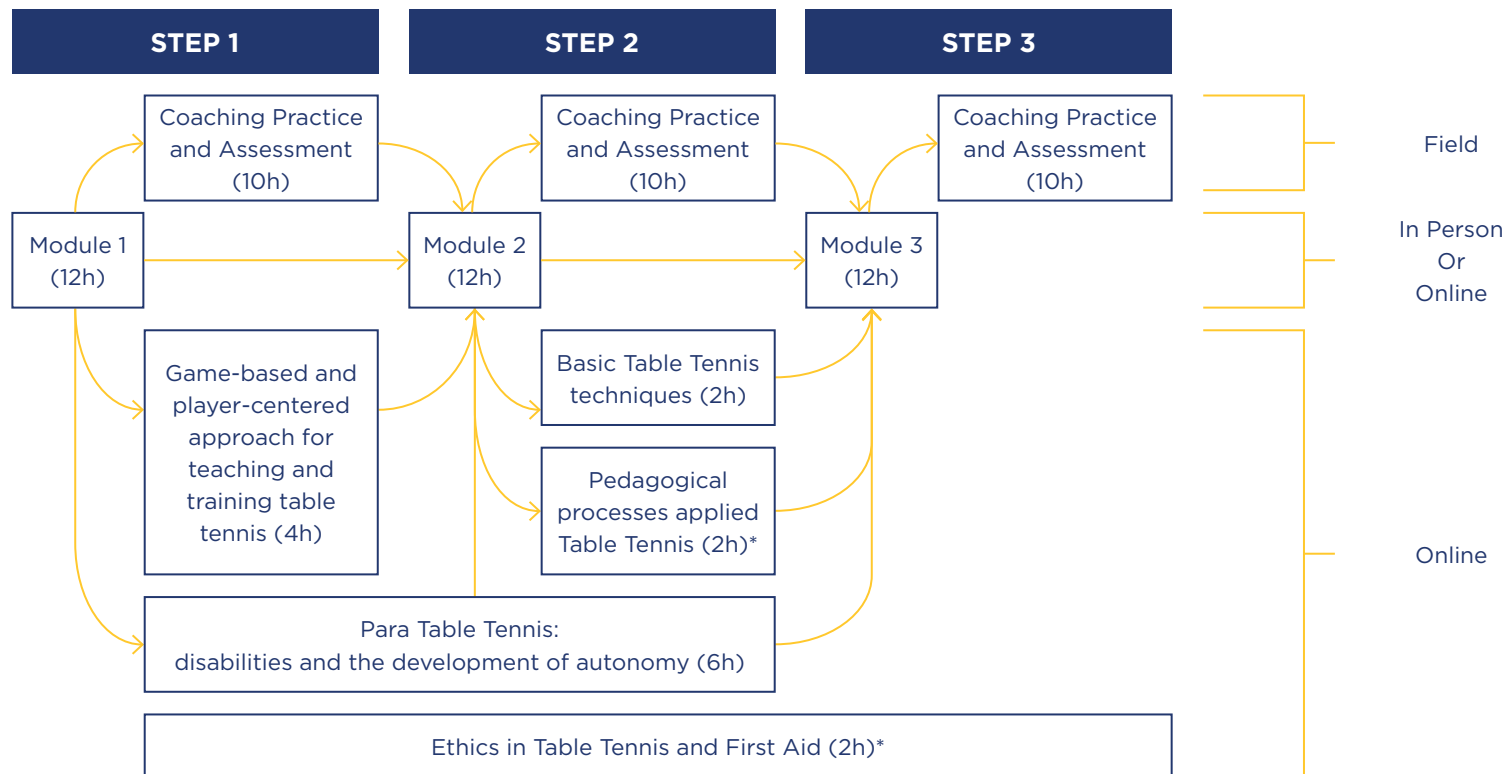 STEP 1
STEP 2
STEP 3
Coaching Practice
and Assessment
(10h)
Coaching Practice
and Assessment
(10h)
Coaching Practice
and Assessment
(10h)
Field
Module 1
(12h)
Module 2
(12h)
Module 3
(12h)
In Person
Or
Online
Game-based and
player-centered
approach for
teaching and
training table
tennis (4h)
Basic Table Tennis
techniques (2h)
Pedagogical
processes applied
Table Tennis (2h)*
Online
Para Table Tennis:
disabilities and the development of autonomy (6h)
Ethics in Table Tennis and First Aid (2h)*